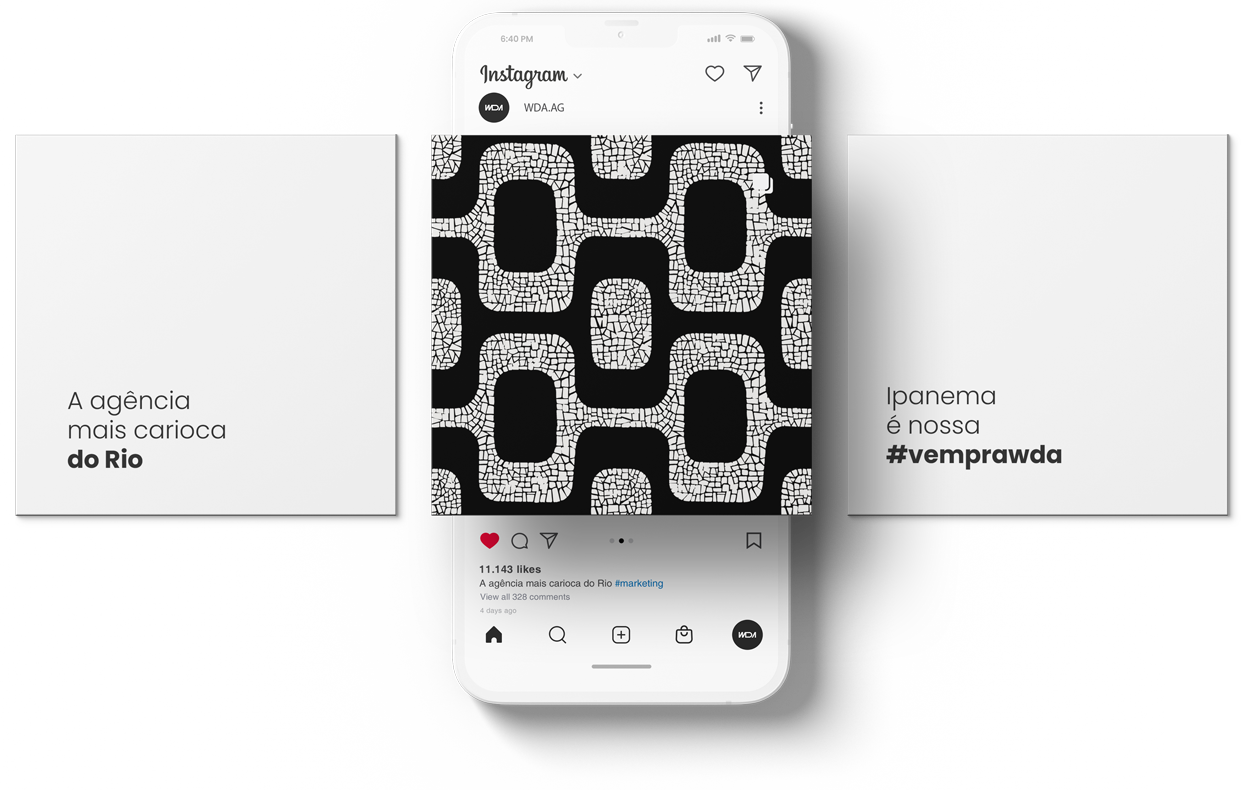 6:40 PM
Instagram
WDA
WDA.AG
A agência
mais carioca
do Rio
Ipanema
é nossa
#vemprawda
11.143 likes
A agência mais carioca do Rio #marketing
View all 328 comments
4 days ago
WDA